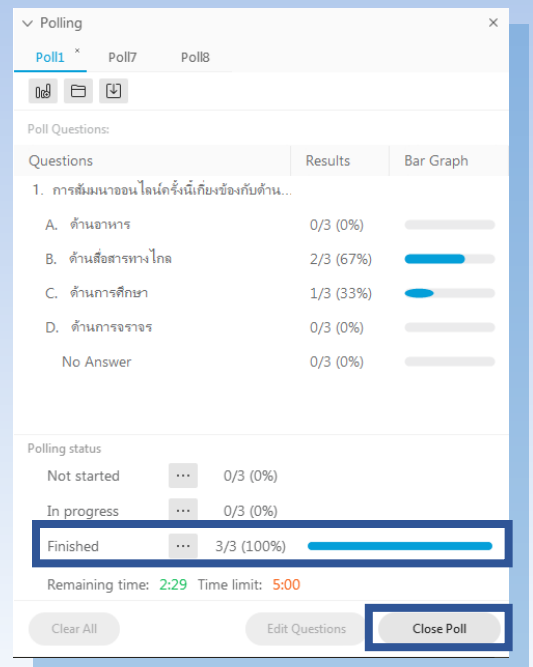 Polling
Poll1 Poll7 Poll8
Poll Questions:
Questions Results Bar Graph
1. การสัมมนาออนไลน์ครั้งนี้เกี่ยงข้องกับด้าน...
A. ด้านอาหาร 0/3 (0%)
B. ด้านสื่อสารทางไกล 2/3 (67%)
C. ด้านการศึกษา 1/3 (33%)
D. ด้านการจราจร 0/3 (0%)
No Answer 0/3 (0%)
Polling status
Not started ... 0/3 (0%)
In progress ... 0/3 (0%)
Finished ... 3/3 (100%)
Remaining time: 2:29 Time limit: 5:00
Clear All Edit Questions Close Poll